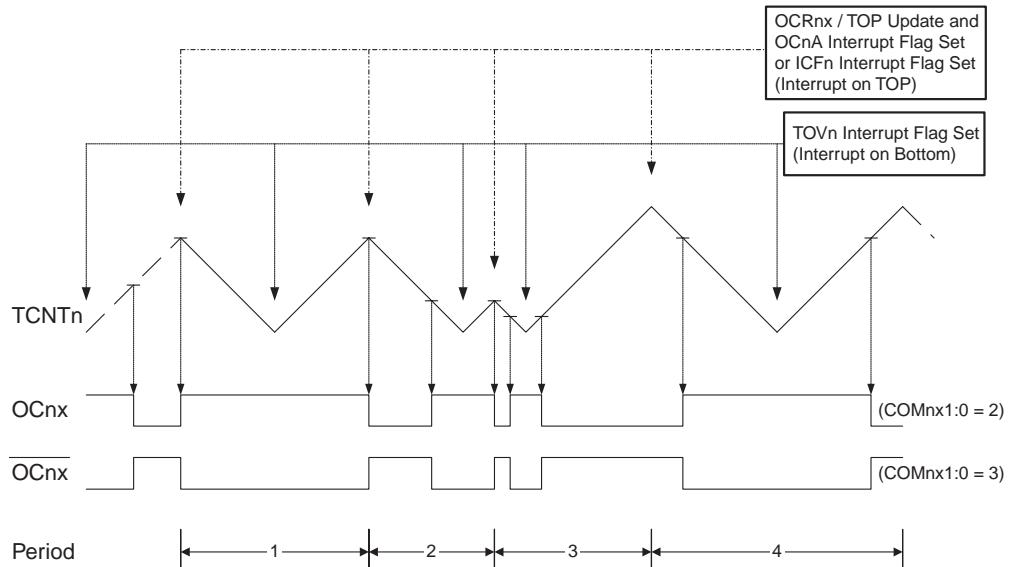 OCRnx / TOP Update and
OCnA Interrupt Flag Set
or ICFn Interrupt Flag Set
(Interrupt on TOP)
TOVn Interrupt Flag Set
(Interrupt on Bottom)
TCNTn
OCnx
(COMnx1:0 = 2)
OCnx
(COMnx1:0 = 3)
Period
1
2
3
4